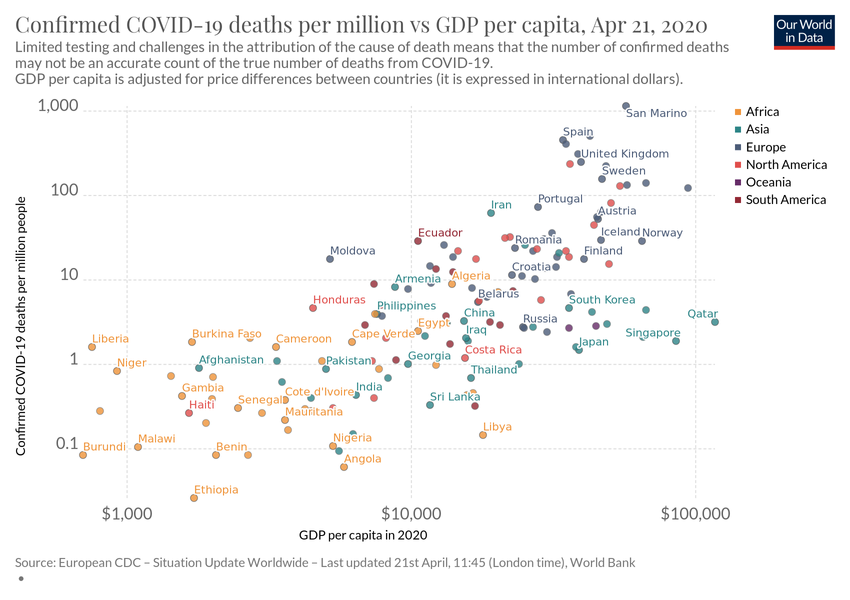 Confirmed COVID-19 deaths per million vs GDP per capita, Apr 21, 2020
Our World
in Data
Limited testing and challenges in the attribution of the cause of death means that the number of confirmed deaths
may not be an accurate count of the true number of deaths from COVID-19.
GDP per capita is adjusted for price differences between countries (it is expressed in international dollars).
1,000
San Marino
Africa
Asia
Spain
Europe
United Kingdom
North America
Sweden
Oceania
100
South America
Iran
Portugal
Austria
Ecuador
Iceland
Norway
Romania
Moldova
Finland
Croatia
10
Armenia
Algeria
Belarus
Honduras
Philippines
South Korea
China
Qatar
Egypt
Russia
Liberia
Burkina Faso
Cameroon
Cape Verde
Iraq
Singapore
Japan
Costa Rica
1
Niger
Afghanistan
Pakistan
Georgia
Thailand
Gambia
India
Cote d'Ivoire
Senegal
Sri Lanka
Haiti
Mauritania
Libya
Malawi
Nigeria
0.1
Burundi
Benin
Angola
Ethiopia
$1,000
$10,000
$100,000
Confirmed COVID-19 deaths per million people
GDP per capita in 2020
Source: European CDC – Situation Update Worldwide – Last updated 21st April, 11:45 (London time), World Bank